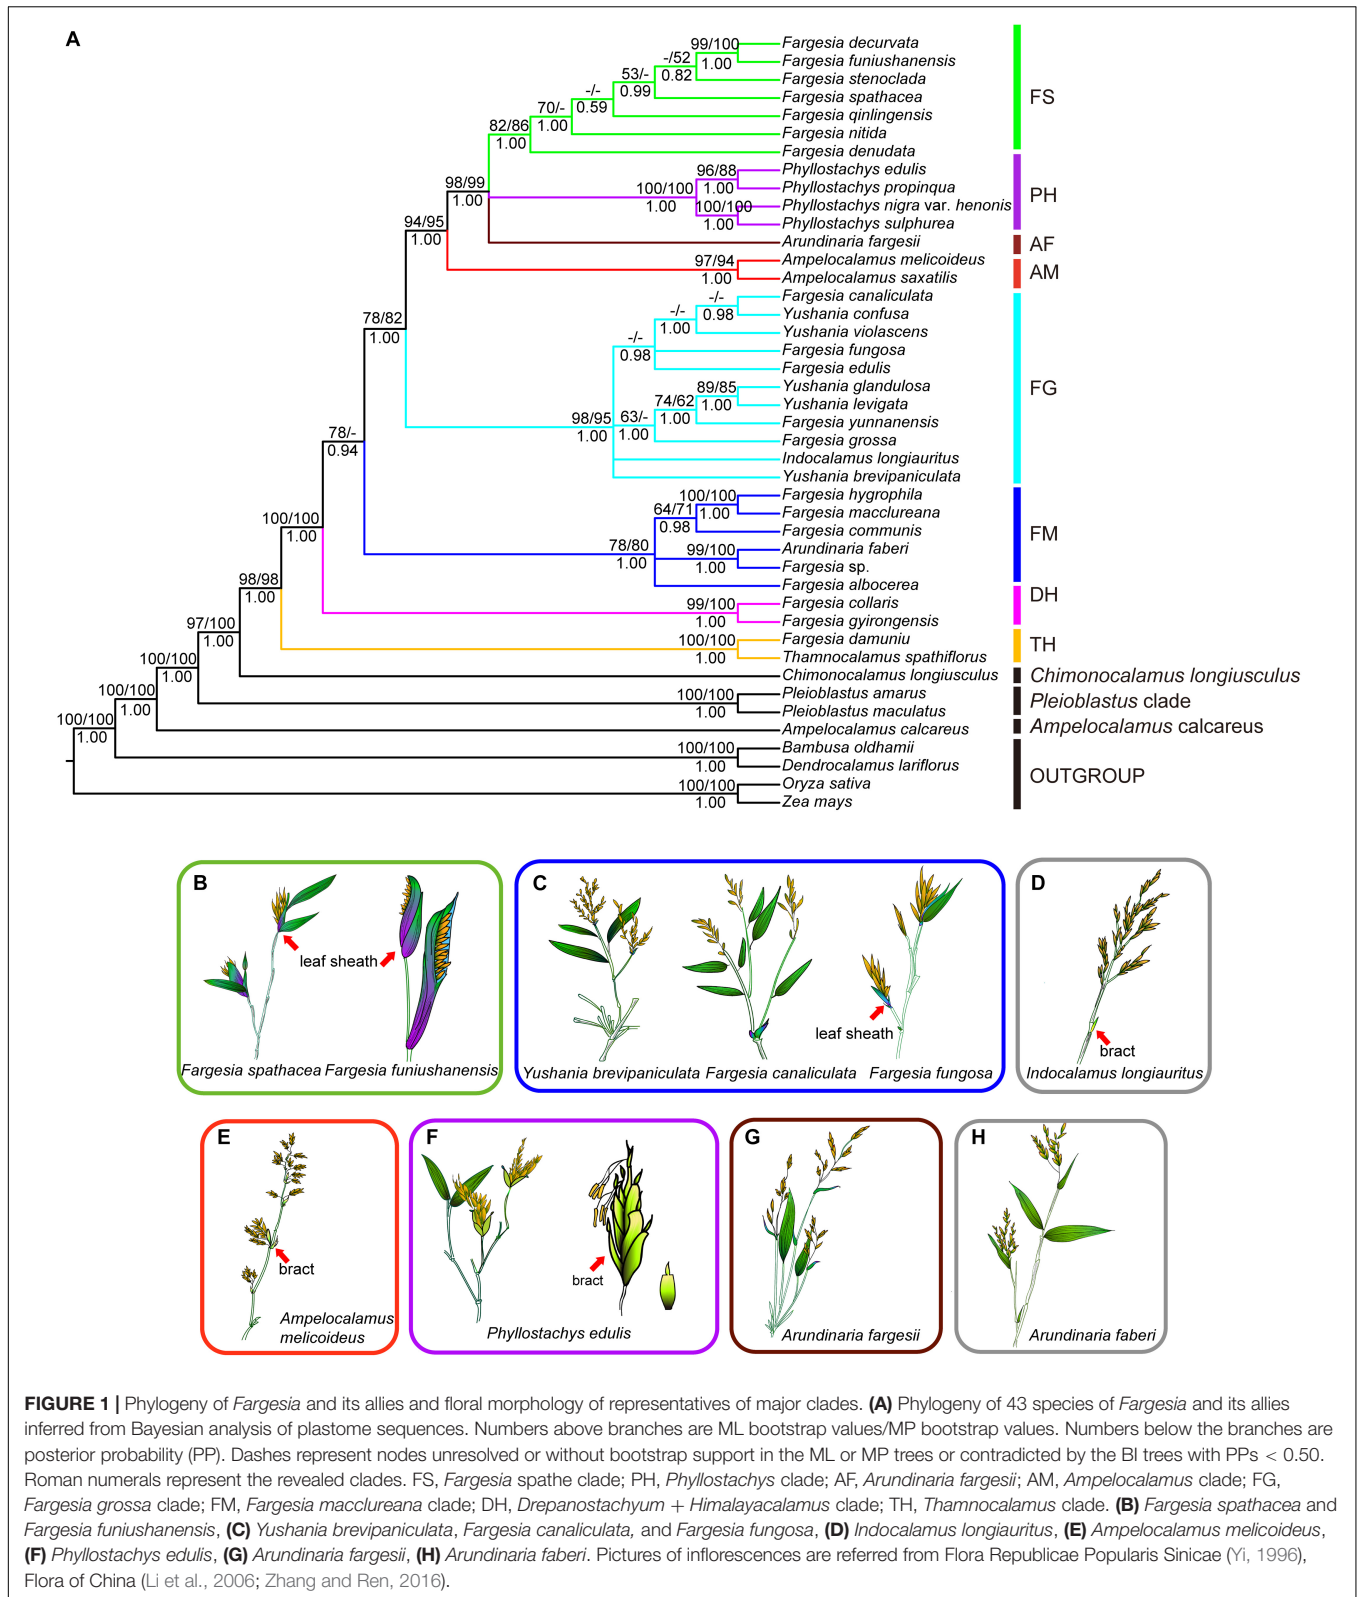 A
99/100
Fargesia decurvata
1.00
Fargesia funiushanensis
-/52
0.82
Fargesia stenoclada
53/-
0.99
Fargesia spathacea
FS
-/-
0.59
Fargesia qinlingensis
70/-
1.00
Fargesia nitida
82/86
1.00
Fargesia denudata
96/88
Phyllostachys edulis
98/99
1.00
100/100
1.00
1.00
Phyllostachys propinqua
PH
100/100
Phyllostachys nigra var. henonis
1.00
Phyllostachys sulphurea
94/95
1.00
Arundinaria fargesii
AF
97/94
Ampelocalamus melicoideus
1.00
Ampelocalamus saxatilis
AM
-/-
Fargesia canaliculata
0.98
Yushania confusa
-/-
1.00
Yushania violascens
78/82
1.00
-/-
0.98
Fargesia fungosa
Fargesia edulis
89/85
Yushania glandulosa
FG
1.00
Yushania levigata
74/62
1.00
Fargesia yunnanensis
98/95
1.00
63/-
1.00
Fargesia grossa
78/-
0.94
Indocalamus longiauritus
Yushania brevipaniculata
100/100
Fargesia hygrophila
1.00
Fargesia macclureana
64/71
0.98
Fargesia communis
FM
100/100
1.00
78/80
1.00
99/100
Arundinaria faberi
1.00
Fargesia sp.
Fargesia albocerea
98/98
1.00
99/100
Fargesia collaris
DH
1.00
Fargesia gyirongensis
97/100
1.00
100/100
Fargesia damuniu
TH
1.00
Thamnocalamus spathiflorus
100/100
1.00
Chimonocalamus longiusculus
Chimonocalamus longiusculus
100/100
1.00
100/100
Pleioblastus amarus
Pleioblastus clade
1.00
Pleioblastus maculatus
100/100
1.00
Ampelocalamus calcareus
Ampelocalamus calcareus
100/100
Bambusa oldhamii
1.00
Dendrocalamus lariflorus
OUTGROUP
100/100
Oryza sativa
1.00
Zea mays
B
leaf sheath
Fargesia spathacea Fargesia funiushanensis
C
leaf sheath
Yushania brevipaniculata Fargesia canaliculata Fargesia fungosa
D
bract
Indocalamus longiauritus
E
bract
Ampelocalamus
melicoideus
F
bract
Phyllostachys edulis
G
Arundinaria fargesii
H
Arundinaria faberi
FIGURE 1 | Phylogeny of Fargesia and its allies and floral morphology of representatives of major clades. (A) Phylogeny of 43 species of Fargesia and its allies
inferred from Bayesian analysis of plastome sequences. Numbers above branches are ML bootstrap values/MP bootstrap values. Numbers below the branches are
posterior probability (PP). Dashes represent nodes unresolved or without bootstrap support in the ML or MP trees or contradicted by the BI trees with PPs < 0.50.
Roman numerals represent the revealed clades. FS, Fargesia spathe clade; PH, Phyllostachys clade; AF, Arundinaria fargesii; AM, Ampelocalamus clade; FG,
Fargesia grossa clade; FM, Fargesia macclureana clade; DH, Drepanostachyum + Himalayacalamus clade; TH, Thamnocalamus clade. (B) Fargesia spathacea and
Fargesia funiushanensis, (C) Yushania brevipaniculata, Fargesia canaliculata, and Fargesia fungosa, (D) Indocalamus longiauritus, (E) Ampelocalamus melicoideus,
(F) Phyllostachys edulis, (G) Arundinaria fargesii, (H) Arundinaria faberi. Pictures of inflorescences are referred from Flora Republicae Popularis Sinicae (Yi, 1996),
Flora of China (Li et al., 2006; Zhang and Ren, 2016).